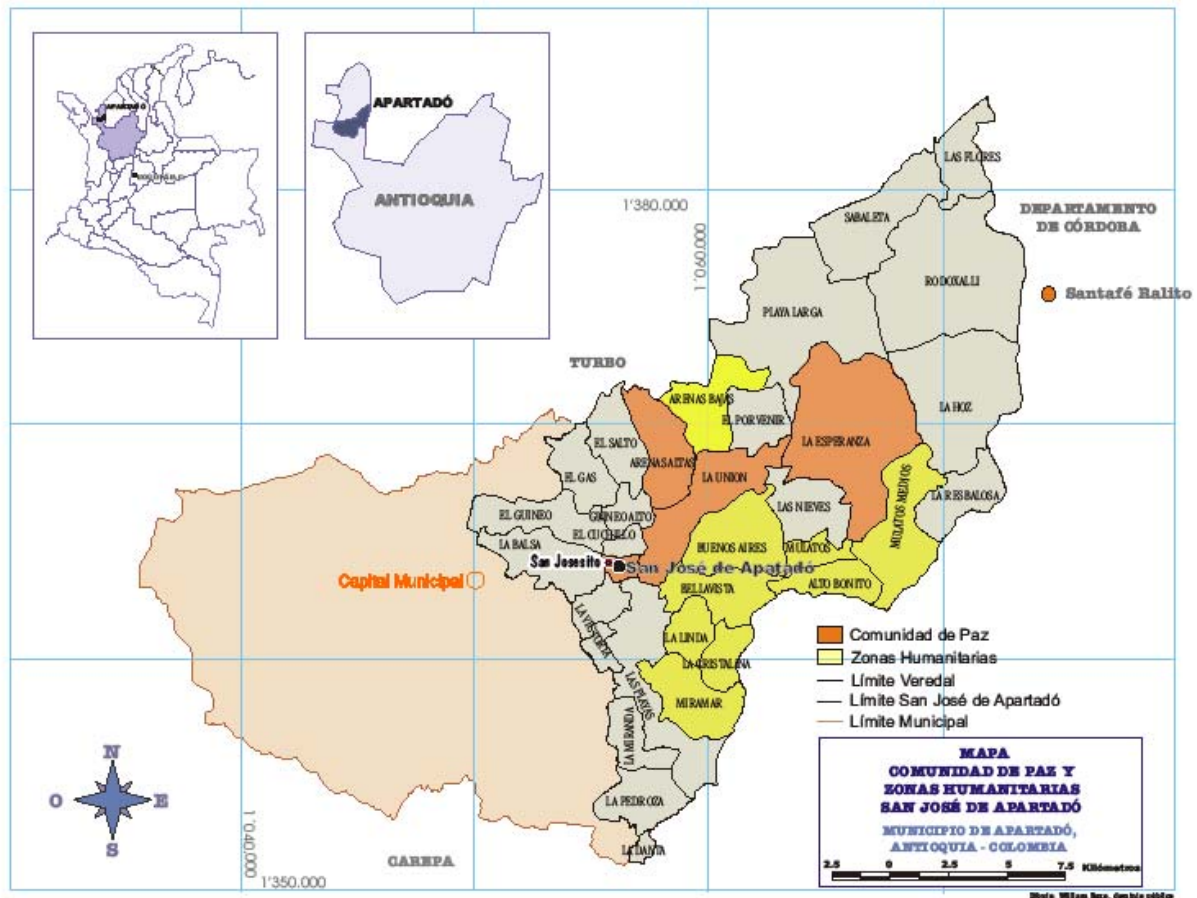 APARTADÓ
APARTADÓ
ANTIOQUIA
1'380.000
1'060.000
DEPARTAMENTO
DE CÓRDOBA
Santafé Ralito
LAS FLORES
SABALETA
RODOXALLI
PLAYA LARGA
TURBO
ARENAS BAJAS
EL PORVENIR
LA HOZ
LA ESPERANZA
EL SALTO
ARENAS ALTAS
EL GAS
LA UNION
MULATOS MEDIOS
LA RESBALOSA
LAS NIEVES
EL GUINEO
GUINEO ALTO
EL CUCHILLO
LA BALSA
BUENOS AIRES
MULATOS
San Josesito
San José de Apatadó
Capital Municipal
BELLAVISTA
ALTO BONITO
LA VICTORIA
LA LINDA
LA CRISTALINA
LAS PLAYAS
MIRAMAR
LA MIRANDA
LA PEDROZA
LA DANTA
CAREPA
1'040.000
1'350.000
N
O
E
S
Comunidad de Paz
Zonas Humanitarias
Límite Veredal
Límite San José de Apartadó
Límite Municipal
MAPA
COMUNIDAD DE PAZ Y
ZONAS HUMANITARIAS
SAN JOSÉ DE APARTADÓ
MUNICIPIO DE APARTADÓ,
ANTIOQUIA - COLOMBIA
2.5 0 2.5 5 7.5 Kilómetros